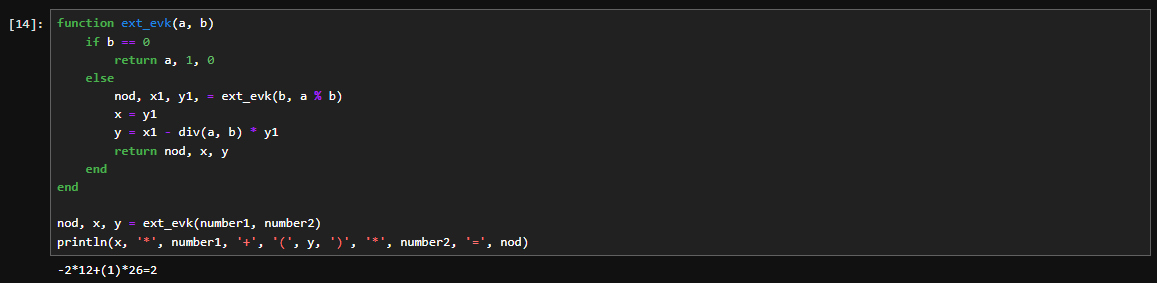 [14]:
function ext_evk(a, b)
    if b == 0
        return a, 1, 0
    else
        nod, x1, y1, = ext_evk(b, a % b)
        x = y1
        y = x1 - div(a, b) * y1
        return nod, x, y
    end
end

nod, x, y = ext_evk(number1, number2)
println(x, '*', number1, '+', '(', y, ')', '*', number2, '=', nod)
-2*12+(1)*26=2